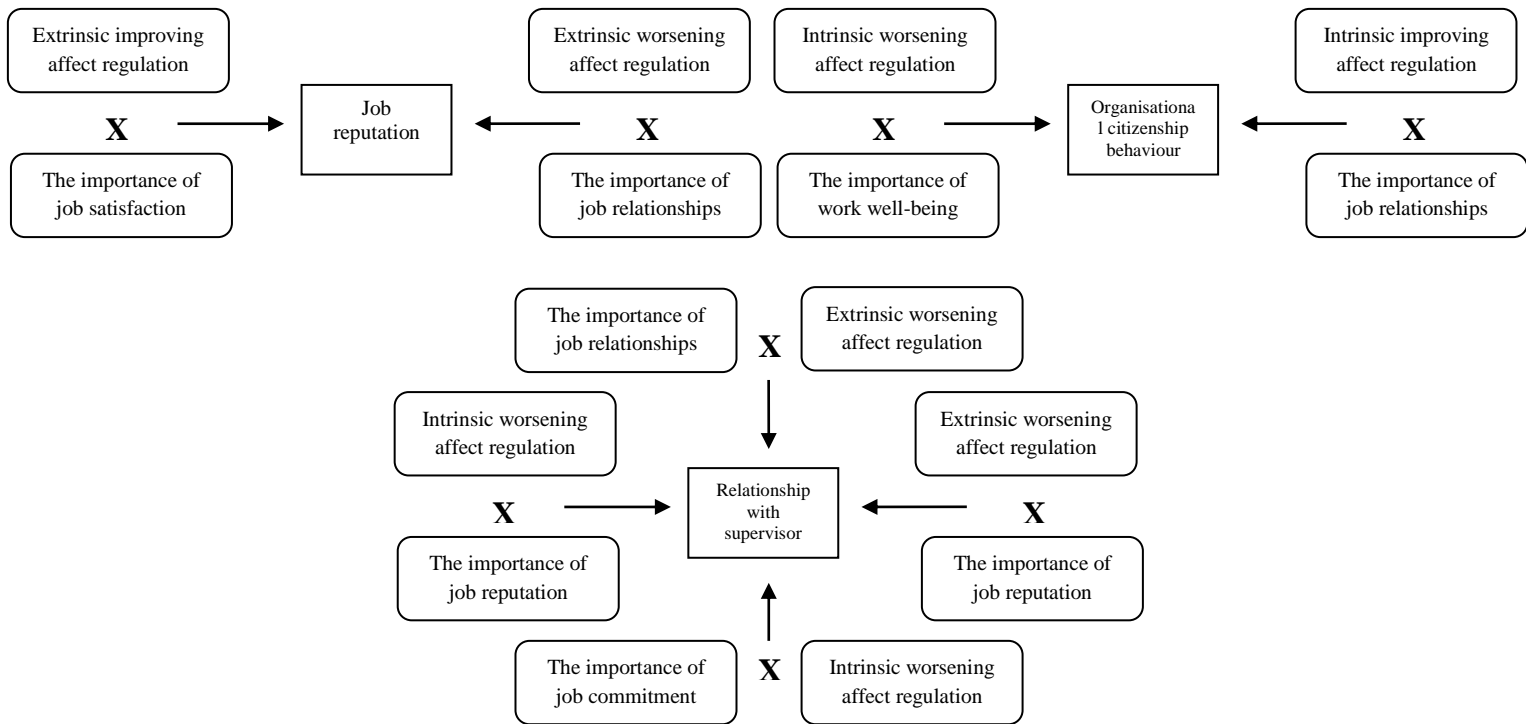 Extrinsic improving
affect regulation
X
The importance of
job satisfaction
Job
reputation
Extrinsic worsening
affect regulation
X
The importance of
job relationships
Intrinsic worsening
affect regulation
X
The importance of
work well-being
Organisationa
l citizenship
behaviour
Intrinsic improving
affect regulation
X
The importance of
job relationships
The importance of
job relationships
X
Extrinsic worsening
affect regulation
Intrinsic worsening
affect regulation
X
The importance of
job reputation
Relationship
with
supervisor
Extrinsic worsening
affect regulation
X
The importance of
job reputation
The importance of
job commitment
X
Intrinsic worsening
affect regulation